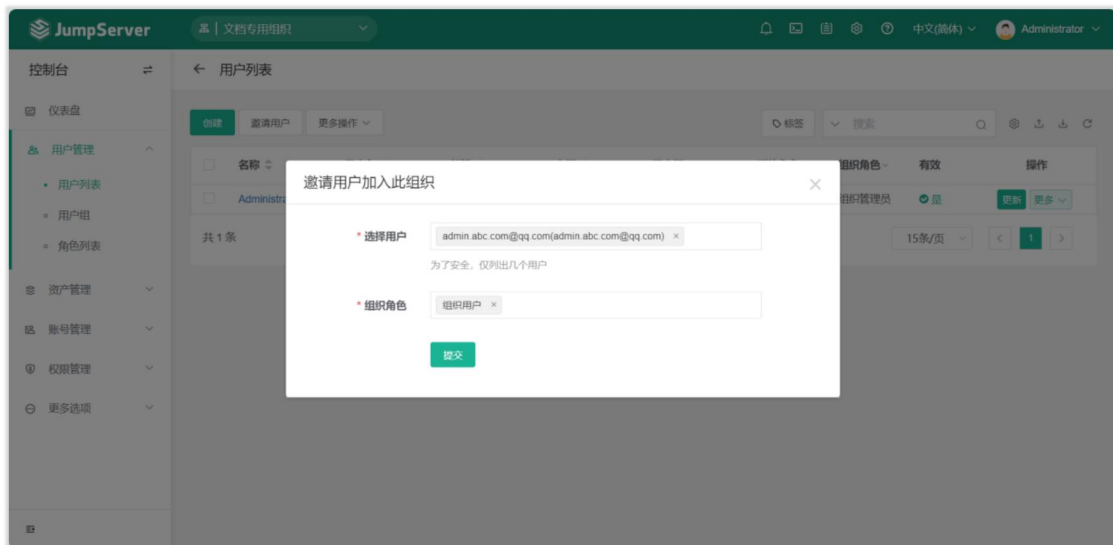 JumpServer
文档专用组织
中文(简体)
Administrator
控制台
用户列表
仪表盘
创建 邀请用户 更多操作
标签
搜索
用户管理
名称
组织角色 有效 操作
邀请用户加入此组织
用户列表
Administra
组织管理员 是 更新 更多
用户组
共 1 条
* 选择用户 admin.abc.com@qq.com(admin.abc.com@qq.com) ×
15条/页 < 1 >
角色列表
为了安全,仅列出几个用户
资产管理
* 组织角色 组织用户 ×
账号管理
提交
权限管理
更多选项